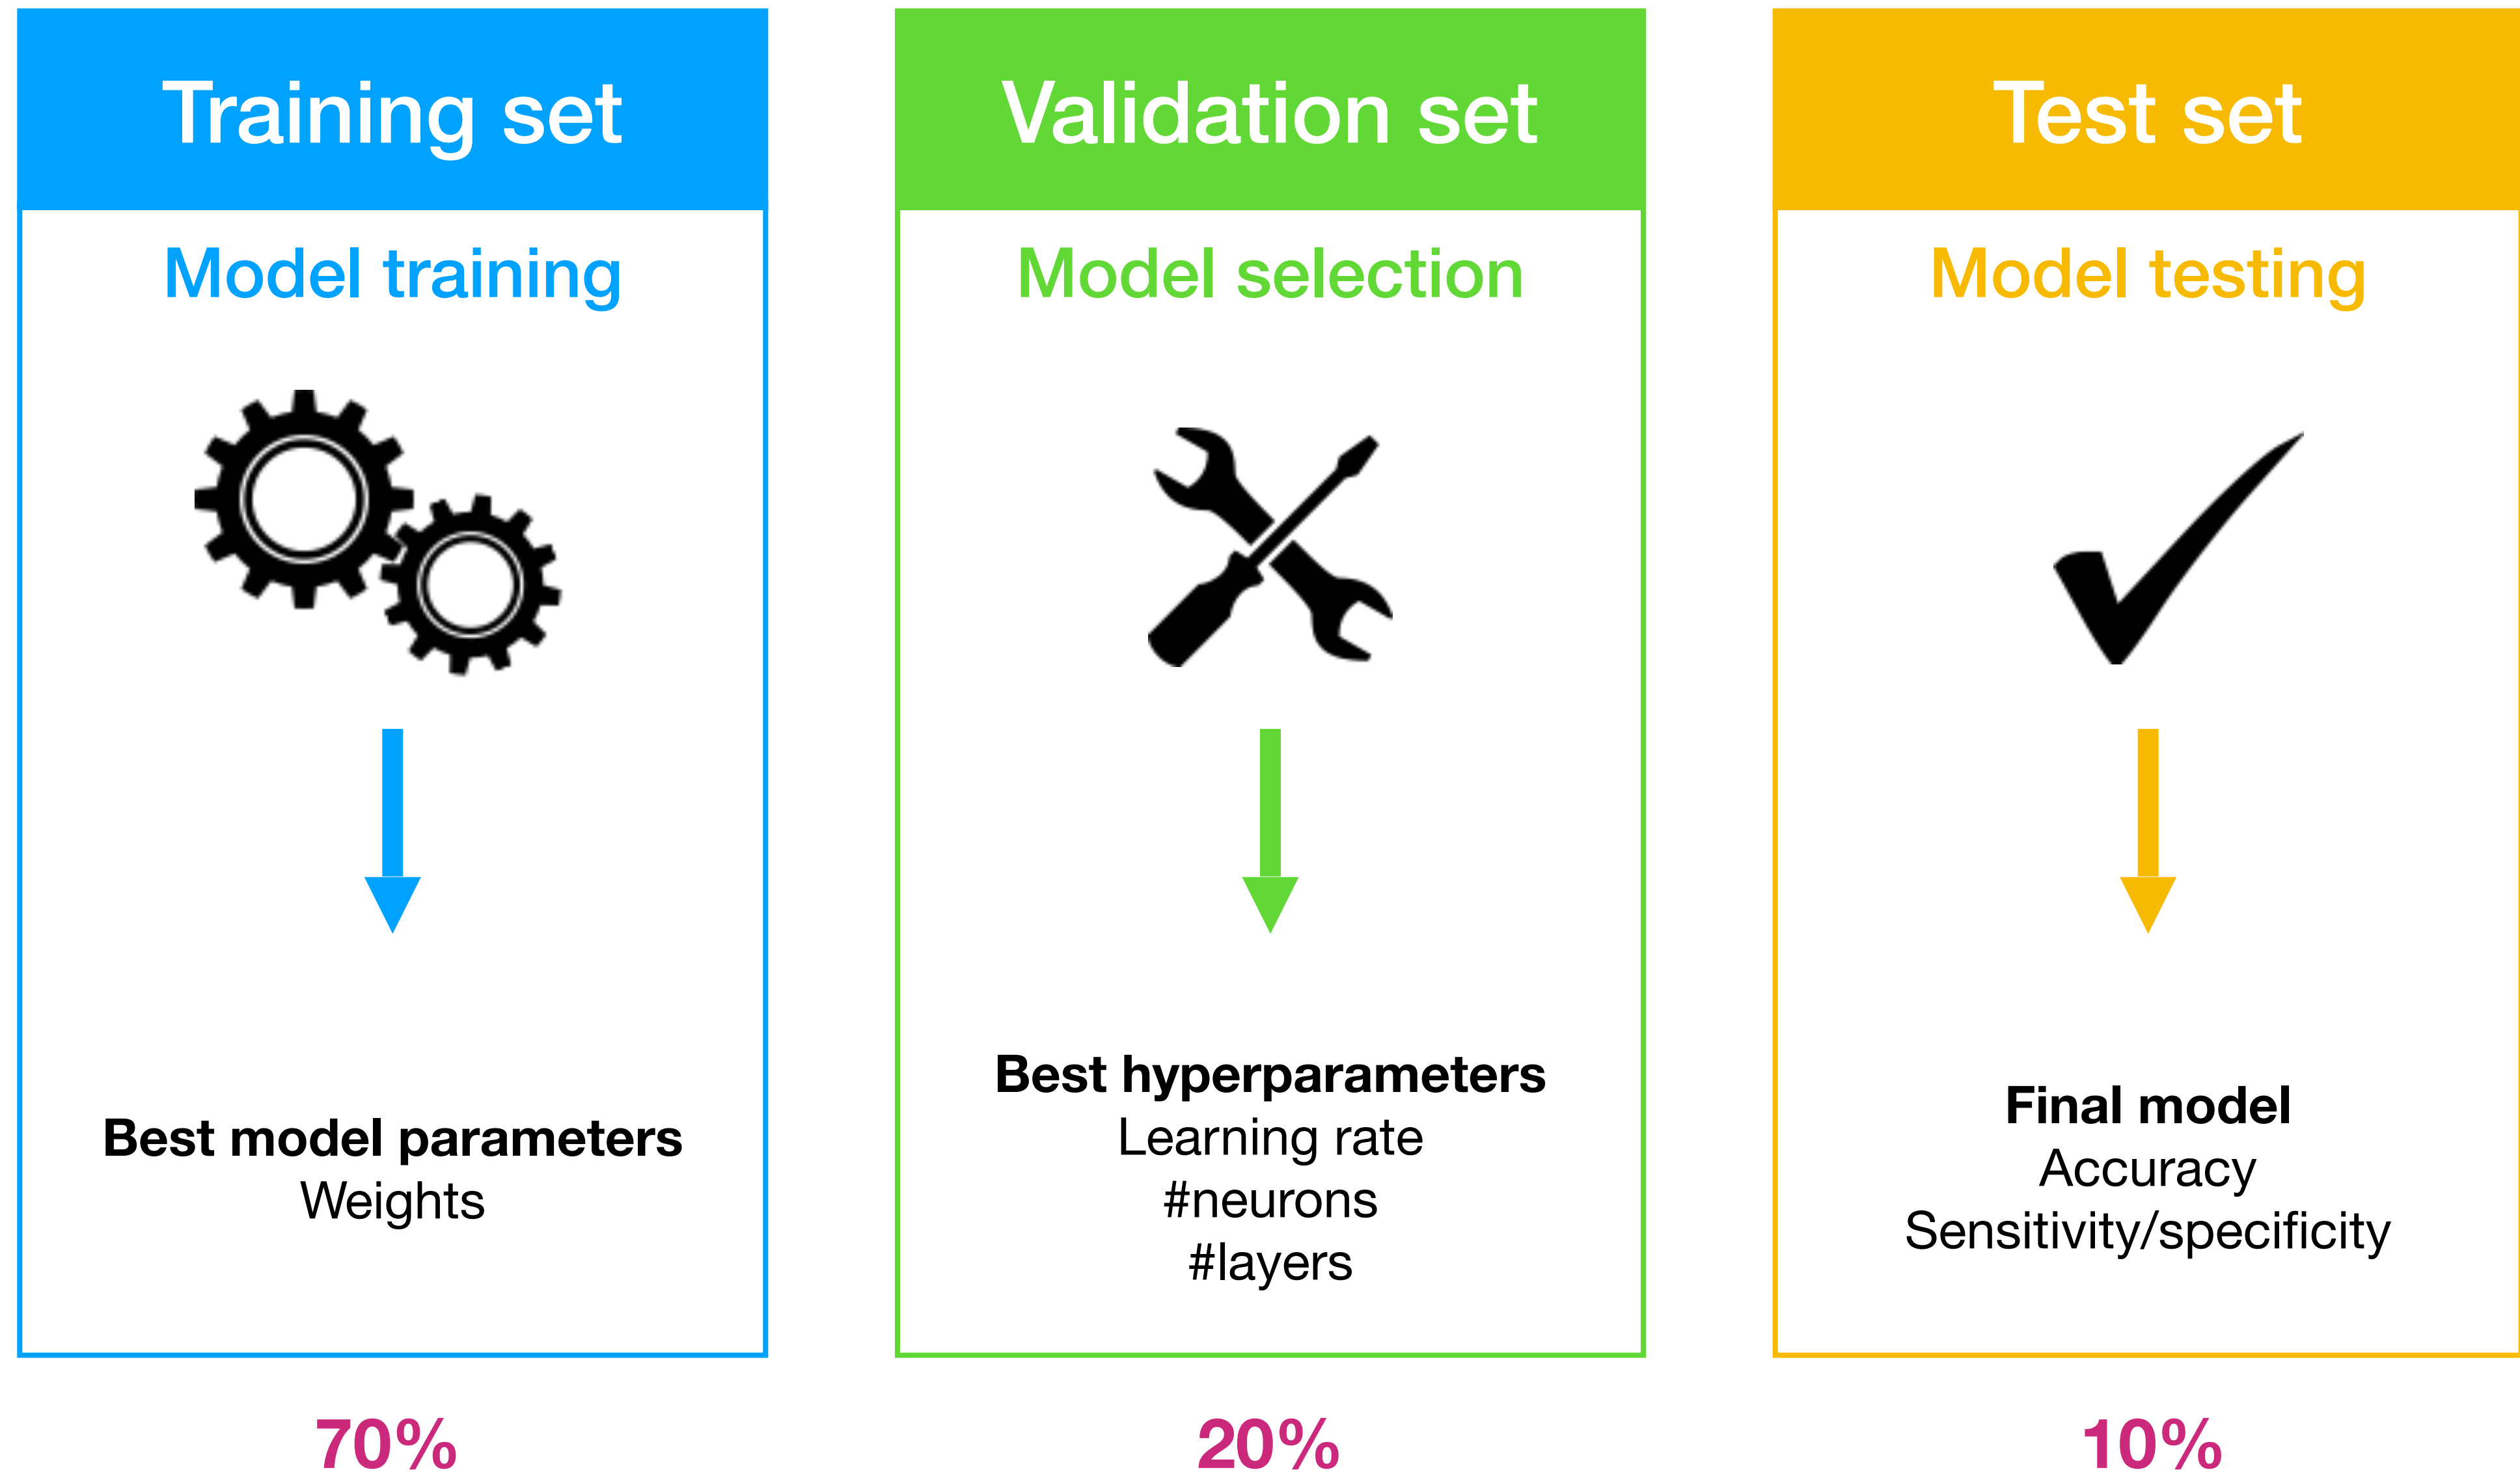 Training set
Model training
Best model parameters
Weights
70%
Validation set
Model selection
Best hyperparameters
Learning rate
#neurons
#layers
20%
Test set
Model testing
Final model
Accuracy
Sensitivity/specificity
10%